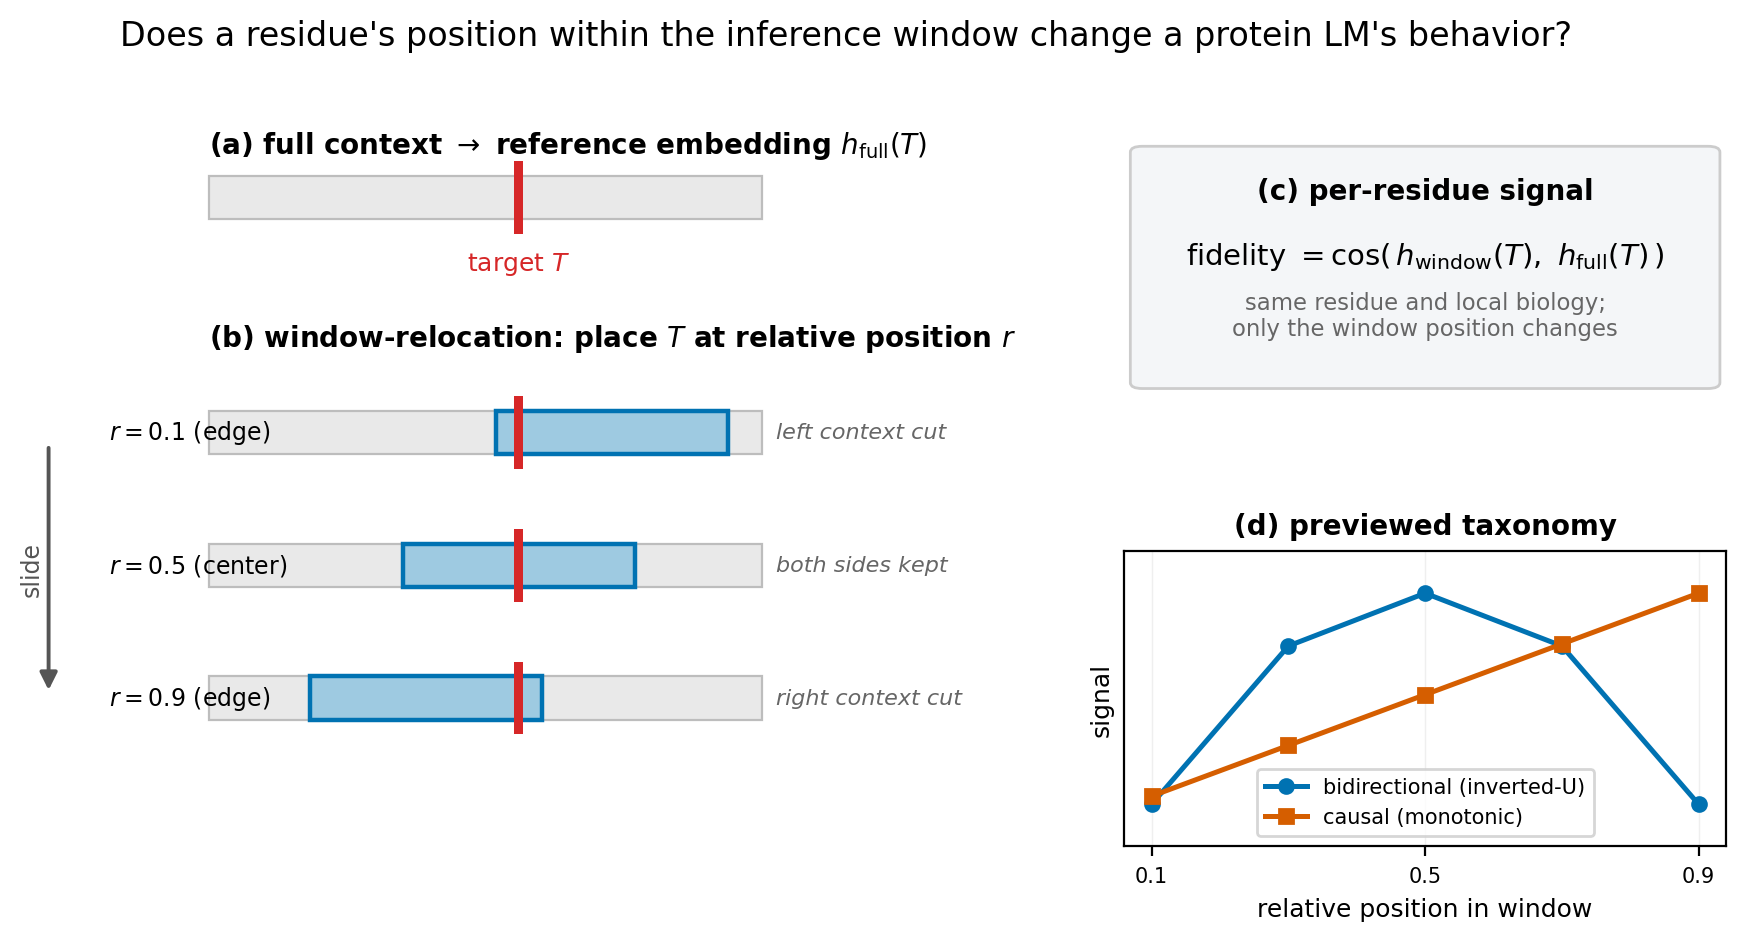 Does a residue's position within the inference window change a protein LM's behavior?
(a) full context → reference embedding h_full(T)
target T
(b) window-relocation: place T at relative position r
r = 0.1 (edge)
left context cut
slide
r = 0.5 (center)
both sides kept
r = 0.9 (edge)
right context cut
(c) per-residue signal
fidelity = cos( h_window(T), h_full(T) )
same residue and local biology;
only the window position changes
(d) previewed taxonomy
signal
bidirectional (inverted-U)
causal (monotonic)
0.1
0.5
0.9
relative position in window